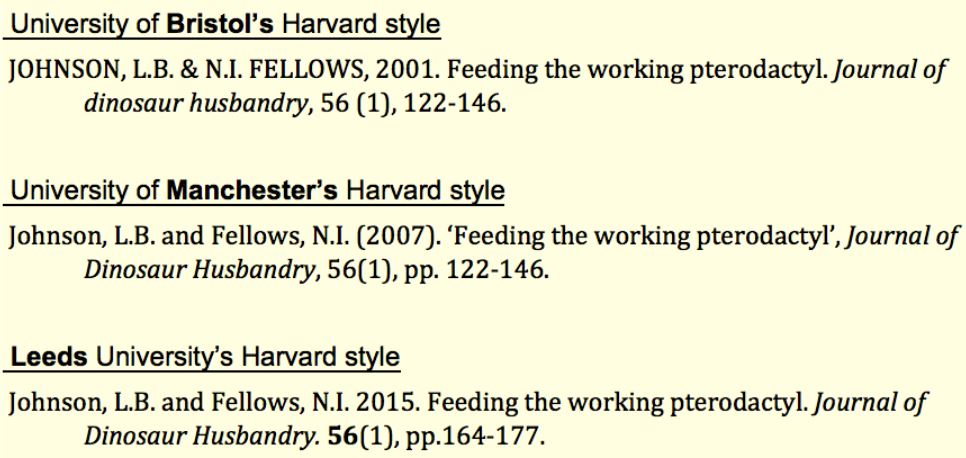 University of Bristol's Harvard style
JOHNSON, L.B. & N.I. FELLOWS, 2001. Feeding the working pterodactyl. Journal of
dinosaur husbandry, 56 (1), 122-146.
University of Manchester's Harvard style
Johnson, L.B. and Fellows, N.I. (2007). ‘Feeding the working pterodactyl’, Journal of
Dinosaur Husbandry, 56(1), pp. 122-146.
Leeds University's Harvard style
Johnson, L.B. and Fellows, N.I. 2015. Feeding the working pterodactyl. Journal of
Dinosaur Husbandry. 56(1), pp.164-177.